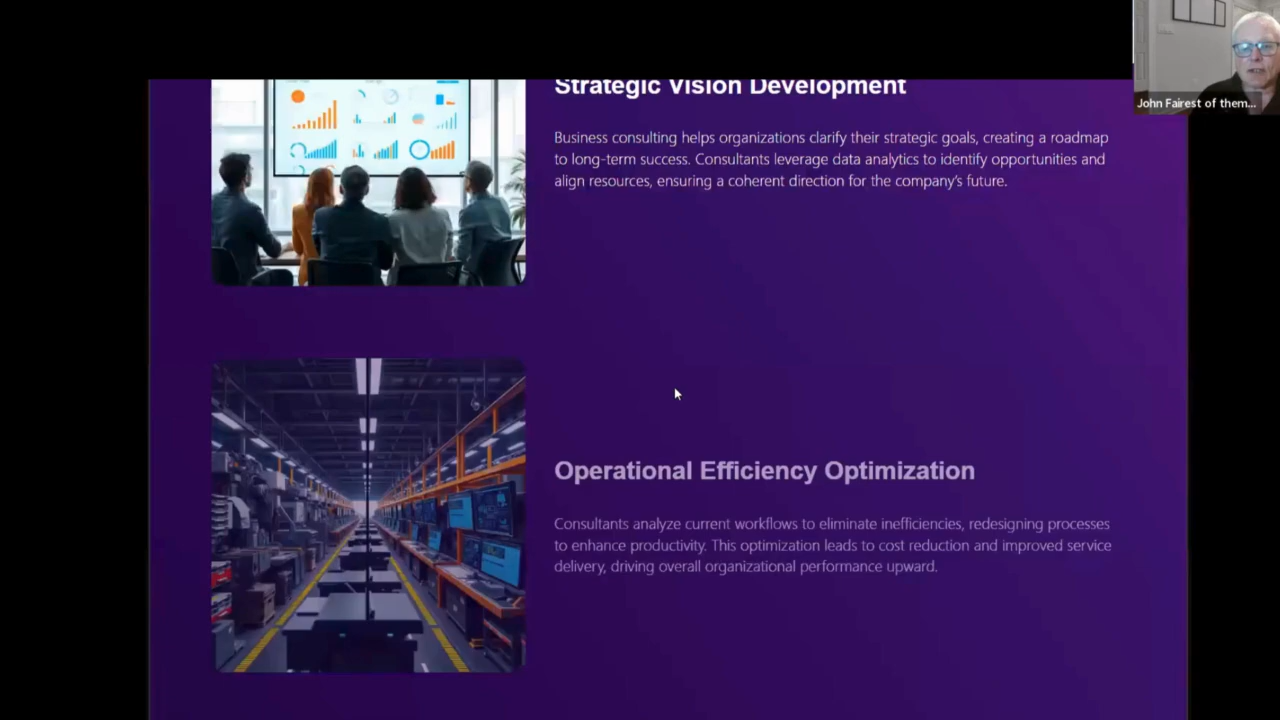 Strategic Vision Development
John Fairest of them...
Business consulting helps organizations clarify their strategic goals, creating a roadmap
to long-term success. Consultants leverage data analytics to identify opportunities and
align resources, ensuring a coherent direction for the company’s future.
Operational Efficiency Optimization
Consultants analyze current workflows to eliminate inefficiencies, redesigning processes
to enhance productivity. This optimization leads to cost reduction and improved service
delivery, driving overall organizational performance upward.